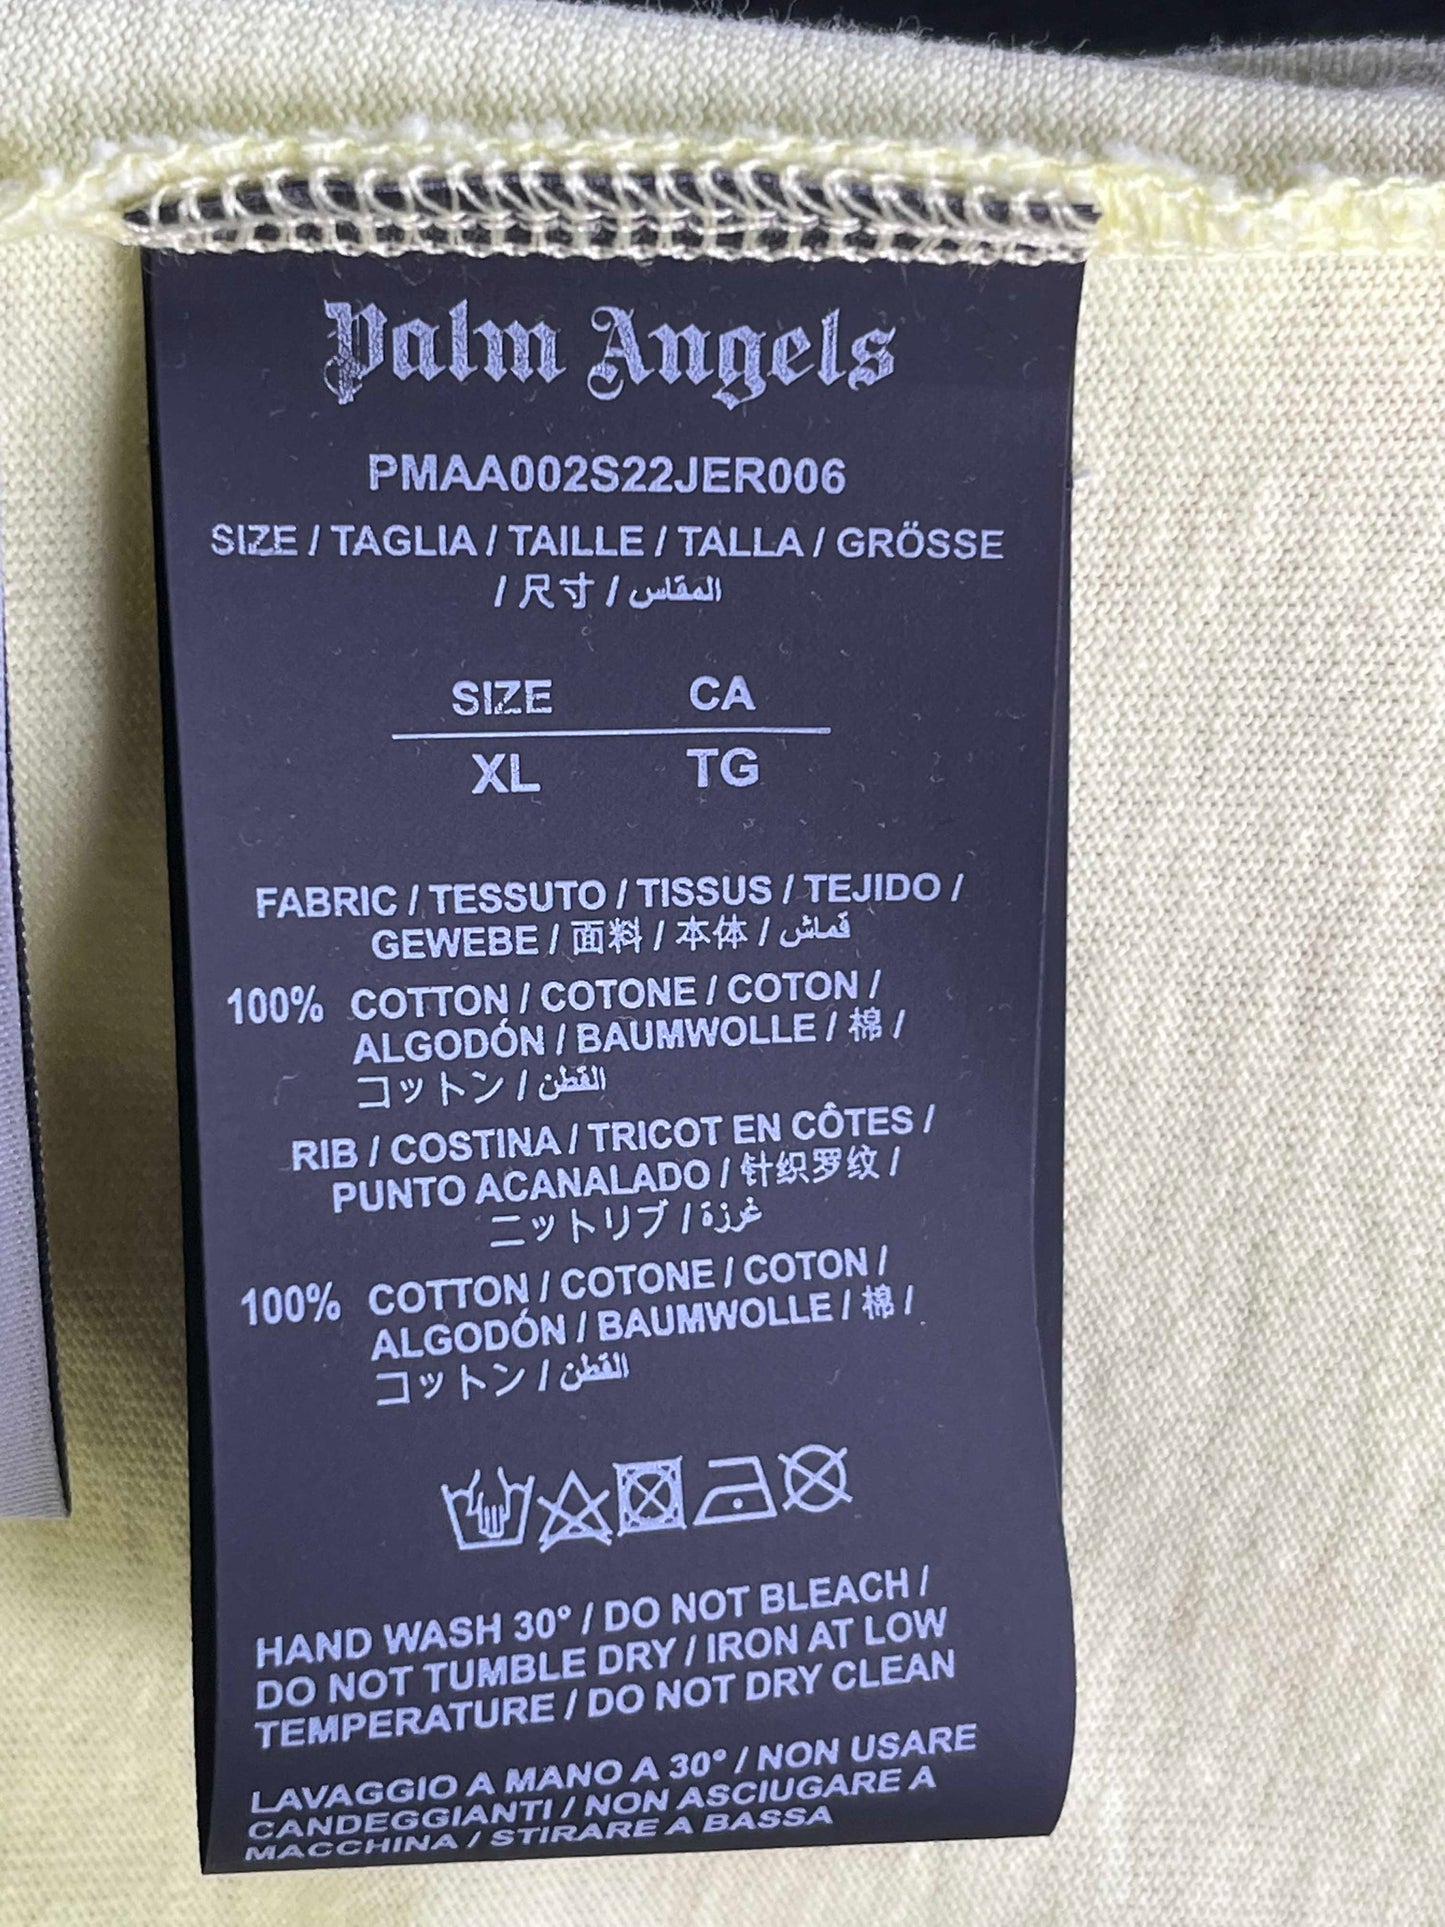 Palm Angels
PMAA002S22JER006
SIZE / TAGLIA / TAILLE / TALLA / GRÖSSE
/ 尺寸 / المقاس
SIZE CA
XL TG
FABRIC / TESSUTO / TISSUS / TEJIDO /
GEWEBE / 面料 / 本体 / قماش
100% COTTON / COTONE / COTON /
ALGODÓN / BAUMWOLLE / 棉 /
コットン / القطن
RIB / COSTINA / TRICOT EN CÔTES /
PUNTO ACANALADO / 针织罗纹 /
ニットリブ / غرزة
100% COTTON / COTONE / COTON /
ALGODÓN / BAUMWOLLE / 棉 /
コットン / القطن
HAND WASH 30° / DO NOT BLEACH /
DO NOT TUMBLE DRY / IRON AT LOW
TEMPERATURE / DO NOT DRY CLEAN
LAVAGGIO A MANO A 30° / NON USARE
CANDEGGIANTI / NON ASCIUGARE A
MACCHINA / STIRARE A BASSA